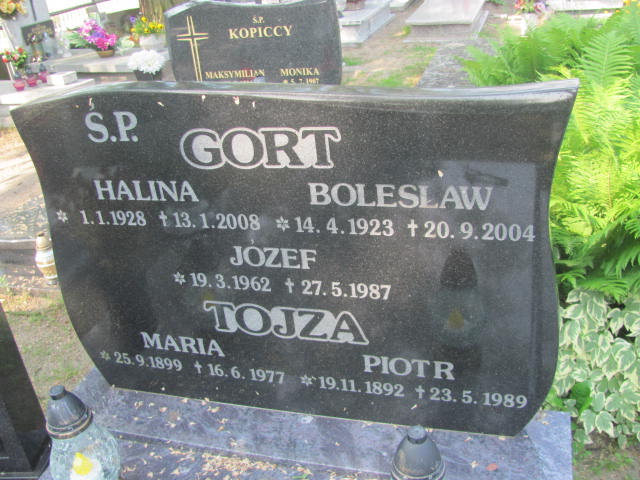 Ś.P.
KOPICCY
MAKSYMILIAN MONIKA
Ś.P.
GORT
HALINA BOLESŁAW
* 1.1.1928 † 13.1.2008 * 14.4.1923 † 20.9.2004
JÓZEF
* 19.3.1962 † 27.5.1987
TOJZA
MARIA PIOTR
* 25.9.1899 † 16.6.1977 * 19.11.1892 † 23.5.1989